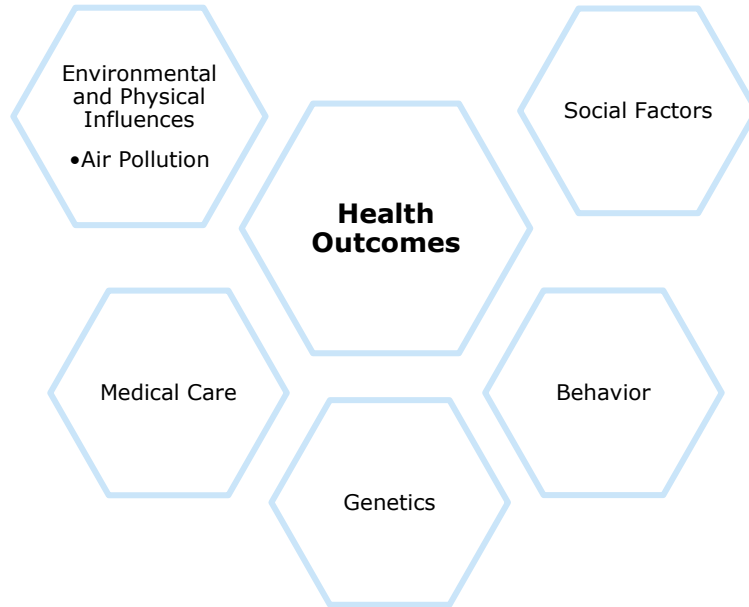 Environmental
and Physical
Influences
•Air Pollution
Social Factors
Health
Outcomes
Medical Care
Behavior
Genetics